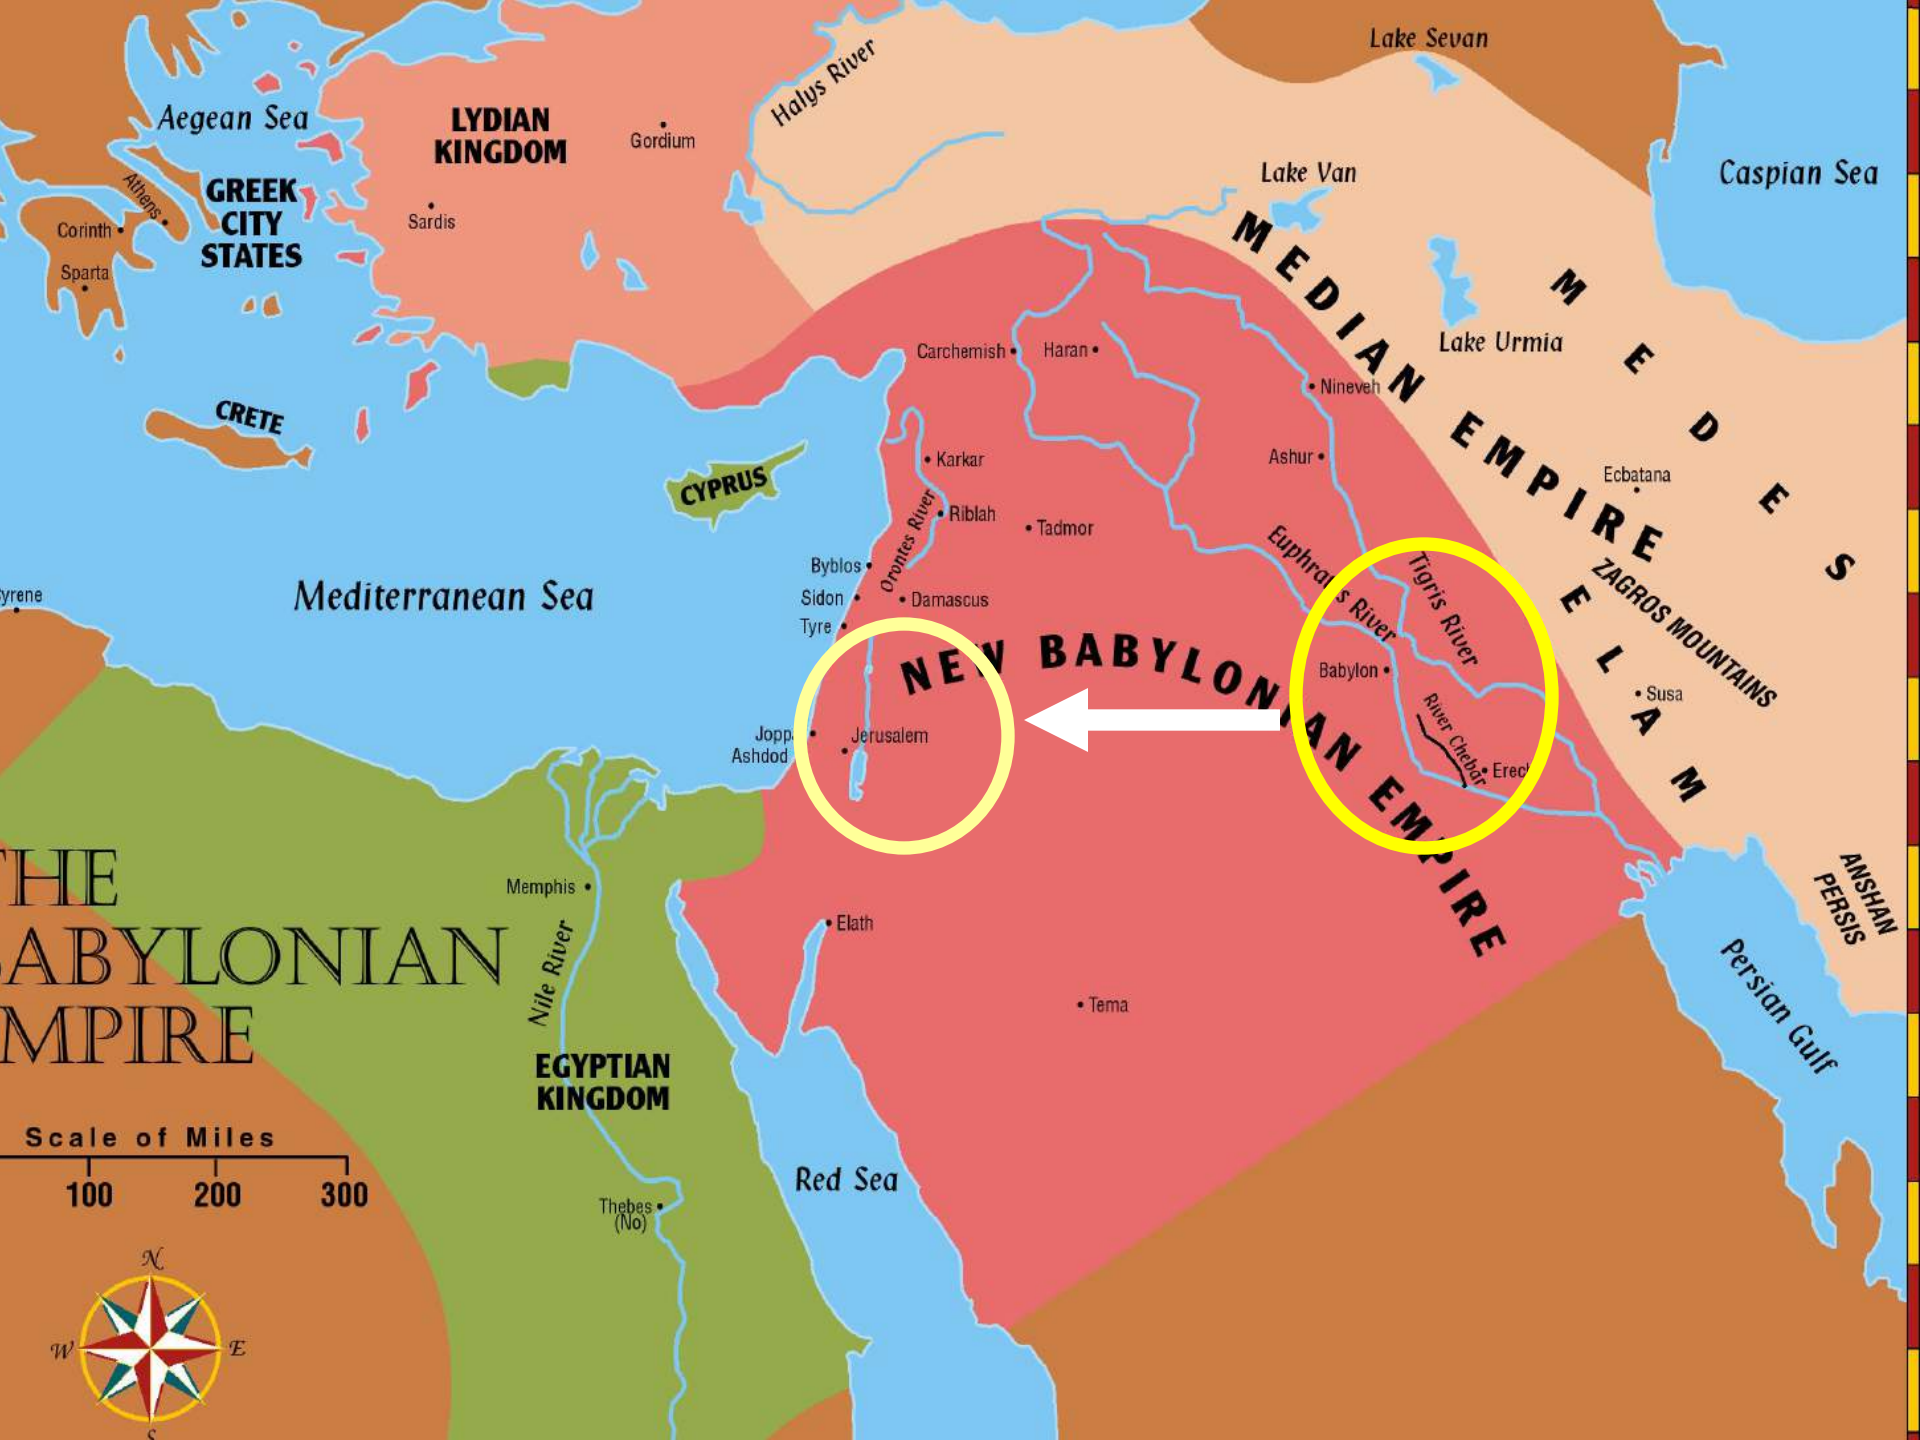 Lake Sevan
Halys River
Aegean Sea
LYDIAN
KINGDOM
Gordium
Lake Van
Caspian Sea
Athens
GREEK
CITY
STATES
Corinth
Sparta
Sardis
MEDIAN EMPIRE
MEDES
Lake Urmia
Carchemish
Haran
Nineveh
CRETE
CYPRUS
Karkar
Ashur
Ecbatana
Orontes River
Riblah
Tadmor
Euphrates River
Tigris River
Byblos
Sidon
Damascus
Tyre
yrene
Mediterranean Sea
ZAGROS MOUNTAINS
ELAM
NEW BABYLONIAN EMPIRE
Babylon
Susa
River Chebar
Erech
Joppa
Jerusalem
Ashdod
THE
BABYLONIAN
EMPIRE
Memphis
Nile River
Elath
ANSHAN
PERSIS
Persian Gulf
Tema
EGYPTIAN
KINGDOM
Scale of Miles
100 200 300
Red Sea
Thebes
(No)
N
W E
S